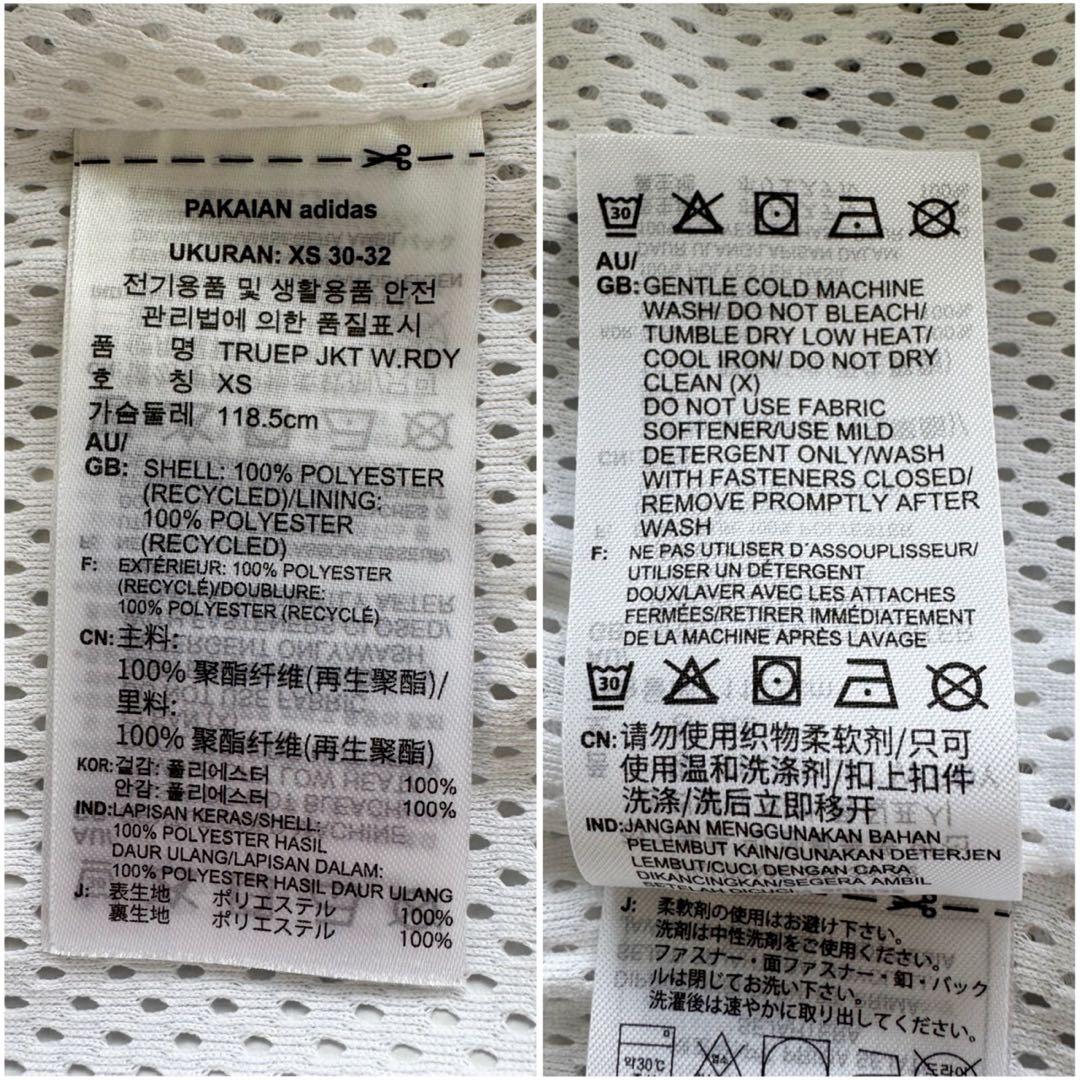 PAKAIAN adidas
UKURAN: XS 30-32
전기용품 및 생활용품 안전
관리법에 의한 품질표시
품 명 TRUEP JKT W.RDY
호 칭 XS
가슴둘레 118.5cm
AU/
GB: SHELL: 100% POLYESTER
(RECYCLED)/LINING:
100% POLYESTER
(RECYCLED)
F: EXTÉRIEUR: 100% POLYESTER
(RECYCLÉ)/DOUBLURE:
100% POLYESTER (RECYCLÉ)
CN: 主料:
100% 聚酯纤维(再生聚酯)/
里料:
100% 聚酯纤维(再生聚酯)
KOR: 겉감: 폴리에스터 100%
안감: 폴리에스터 100%
IND: LAPISAN KERAS/SHELL:
100% POLYESTER HASIL
DAUR ULANG/LAPISAN DALAM:
100% POLYESTER HASIL DAUR ULANG
J: 表生地 ポリエステル 100%
裏生地 ポリエステル 100%
30
AU/
GB: GENTLE COLD MACHINE
WASH/ DO NOT BLEACH/
TUMBLE DRY LOW HEAT/
COOL IRON/ DO NOT DRY
CLEAN (X)
DO NOT USE FABRIC
SOFTENER/USE MILD
DETERGENT ONLY/WASH
WITH FASTENERS CLOSED/
REMOVE PROMPTLY AFTER
WASH
F: NE PAS UTILISER D´ASSOUPLISSEUR/
UTILISER UN DÉTERGENT
DOUX/LAVER AVEC LES ATTACHES
FERMÉES/RETIRER IMMÉDIATEMENT
DE LA MACHINE APRÈS LAVAGE
30
CN: 请勿使用织物柔软剂/只可
使用温和洗涤剂/扣上扣件
洗涤/洗后立即移开
IND: JANGAN MENGGUNAKAN BAHAN
PELEMBUT KAIN/GUNAKAN DETERJEN
LEMBUT/CUCI DENGAN CARA
DIKANCINGKAN/SEGERA AMBIL
SETELAH DICUCI
J: 柔軟剤の使用はお避け下さい。
洗剤は中性洗剤をご使用ください。
ファスナー・面ファスナー・釦・バック
ルは閉じてお洗い下さい。
洗濯後は速やかに取り出してください。
약30℃
드라이